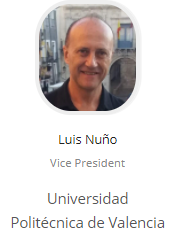 Luis Nuño
Vice President
Universidad
Politécnica de Valencia